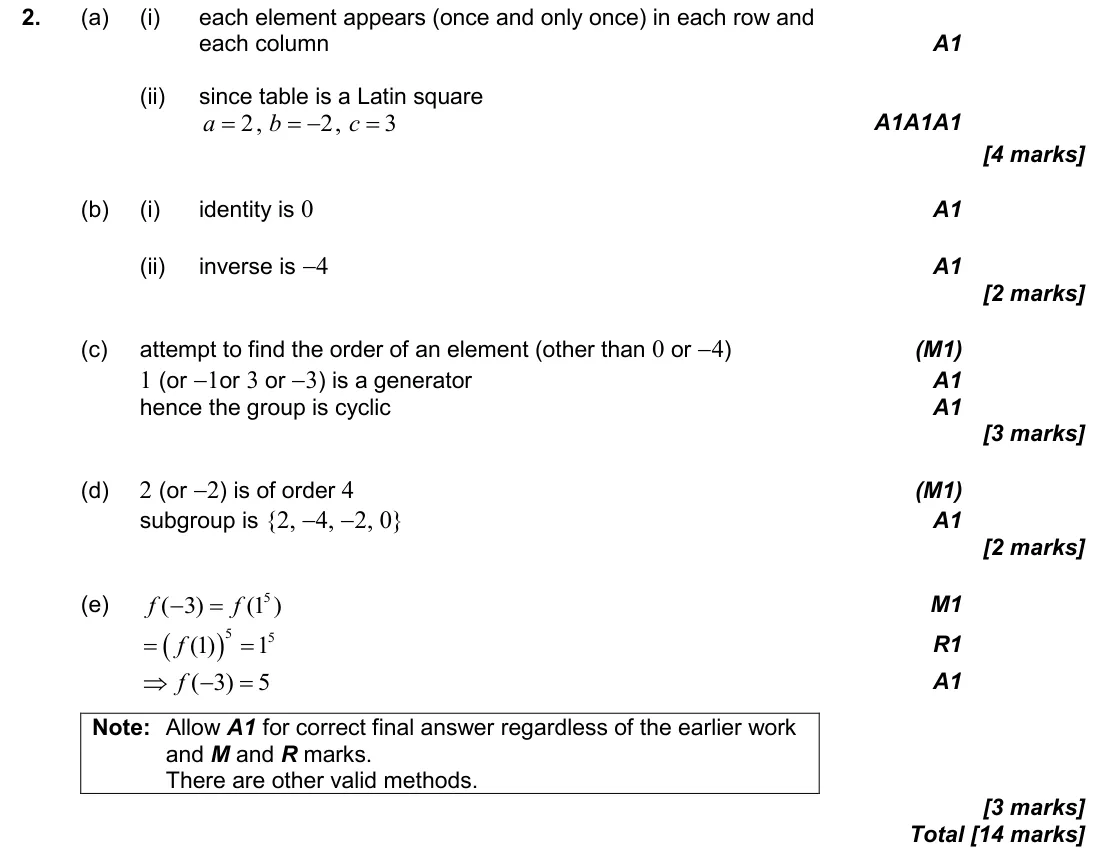 2. (a) (i) each element appears (once and only once) in each row and
each column A1
(ii) since table is a Latin square
a = 2, b = −2, c = 3 A1A1A1
[4 marks]
(b) (i) identity is 0 A1
(ii) inverse is −4 A1
[2 marks]
(c) attempt to find the order of an element (other than 0 or −4) (M1)
1 (or −1or 3 or −3) is a generator A1
hence the group is cyclic A1
[3 marks]
(d) 2 (or −2) is of order 4 (M1)
subgroup is {2, −4, −2, 0} A1
[2 marks]
(e) f(−3) = f(1⁵) M1
= (f(1))⁵ = 1⁵ R1
⇒ f(−3) = 5 A1
Note: Allow A1 for correct final answer regardless of the earlier work
and M and R marks.
There are other valid methods.
[3 marks]
Total [14 marks]